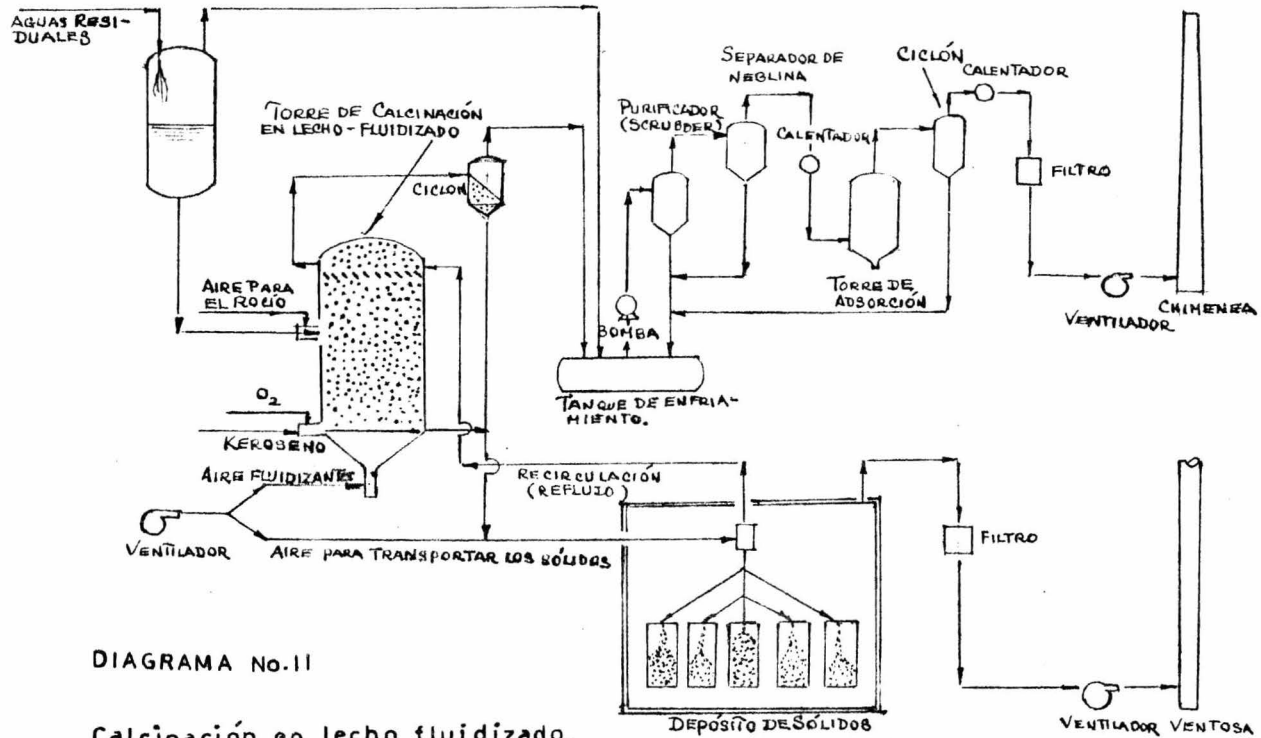 AGUAS RESI-
DUALES
TORRE DE CALCINACIÓN
EN LECHO-FLUIDIZADO
CICLÓN
AIRE PARA
EL ROCÍO
O2
KEROSENO
AIRE FLUIDIZANTE
VENTILADOR
AIRE PARA TRANSPORTAR LOS SÓLIDOS
RECIRCULACIÓN
(REFLUJO)
PURIFICADOR
(SCRUBBER)
SEPARADOR DE
NEBLINA
CALENTADOR
CICLÓN
CALENTADOR
FILTRO
TORRE DE
ADSORCIÓN
BOMBA
TANQUE DE ENFRIA-
MIENTO.
VENTILADOR
CHIMENEA
FILTRO
DEPÓSITO DE SÓLIDOS
VENTILADOR
VENTOSA
DIAGRAMA No.II
Calcinación en lecho fluidizado